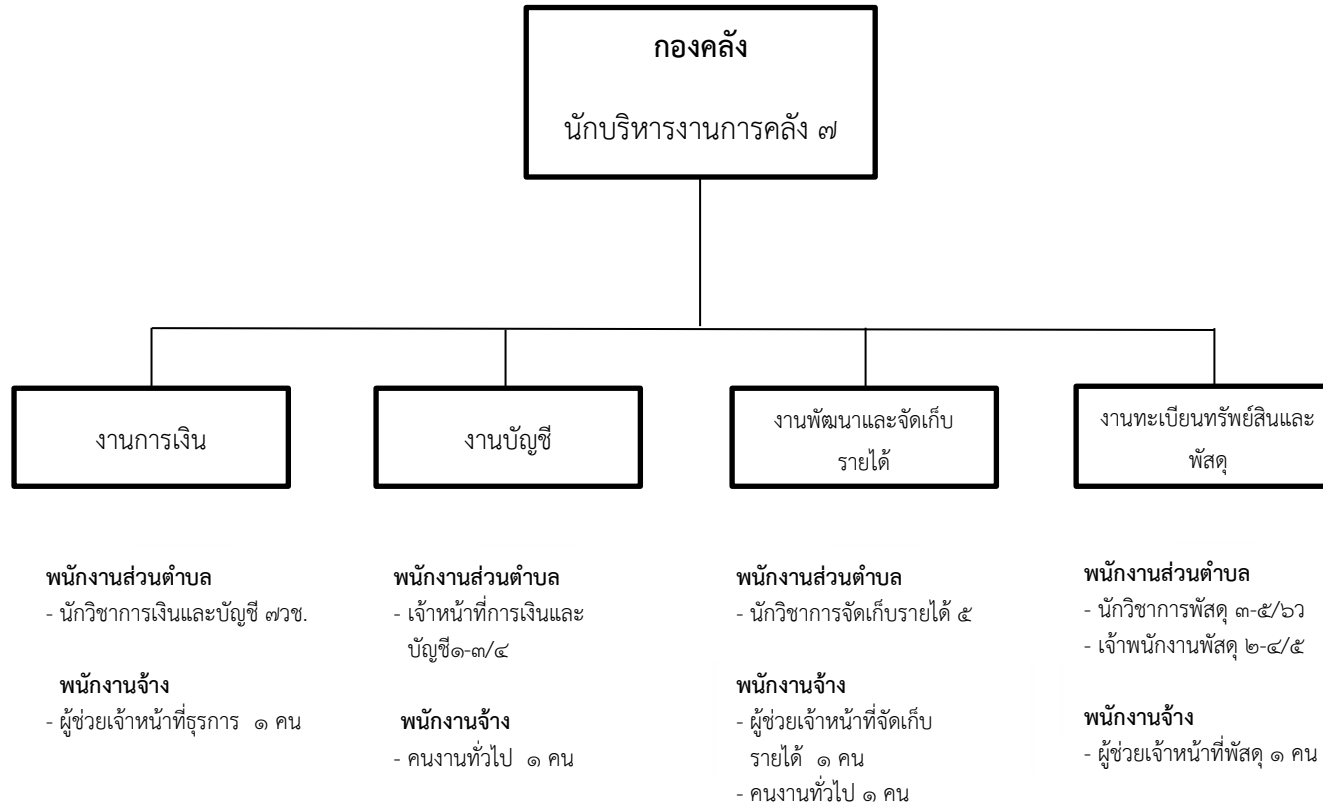 กองคลัง
นักบริหารงานการคลัง ๗
งานการเงิน
งานบัญชี
งานพัฒนาและจัดเก็บ
รายได้
งานทะเบียนทรัพย์สินและ
พัสดุ
พนักงานส่วนตำบล
- นักวิชาการเงินและบัญชี ๗วช.
พนักงานจ้าง
- ผู้ช่วยเจ้าหน้าที่ธุรการ ๑ คน
พนักงานส่วนตำบล
- เจ้าหน้าที่การเงินและ
บัญชี๑-๓/๔
พนักงานจ้าง
- คนงานทั่วไป ๑ คน
พนักงานส่วนตำบล
- นักวิชาการจัดเก็บรายได้ ๕
พนักงานจ้าง
- ผู้ช่วยเจ้าหน้าที่จัดเก็บ
รายได้ ๑ คน
- คนงานทั่วไป ๑ คน
พนักงานส่วนตำบล
- นักวิชาการพัสดุ ๓-๕/๖ว
- เจ้าพนักงานพัสดุ ๒-๔/๕
พนักงานจ้าง
- ผู้ช่วยเจ้าหน้าที่พัสดุ ๑ คน